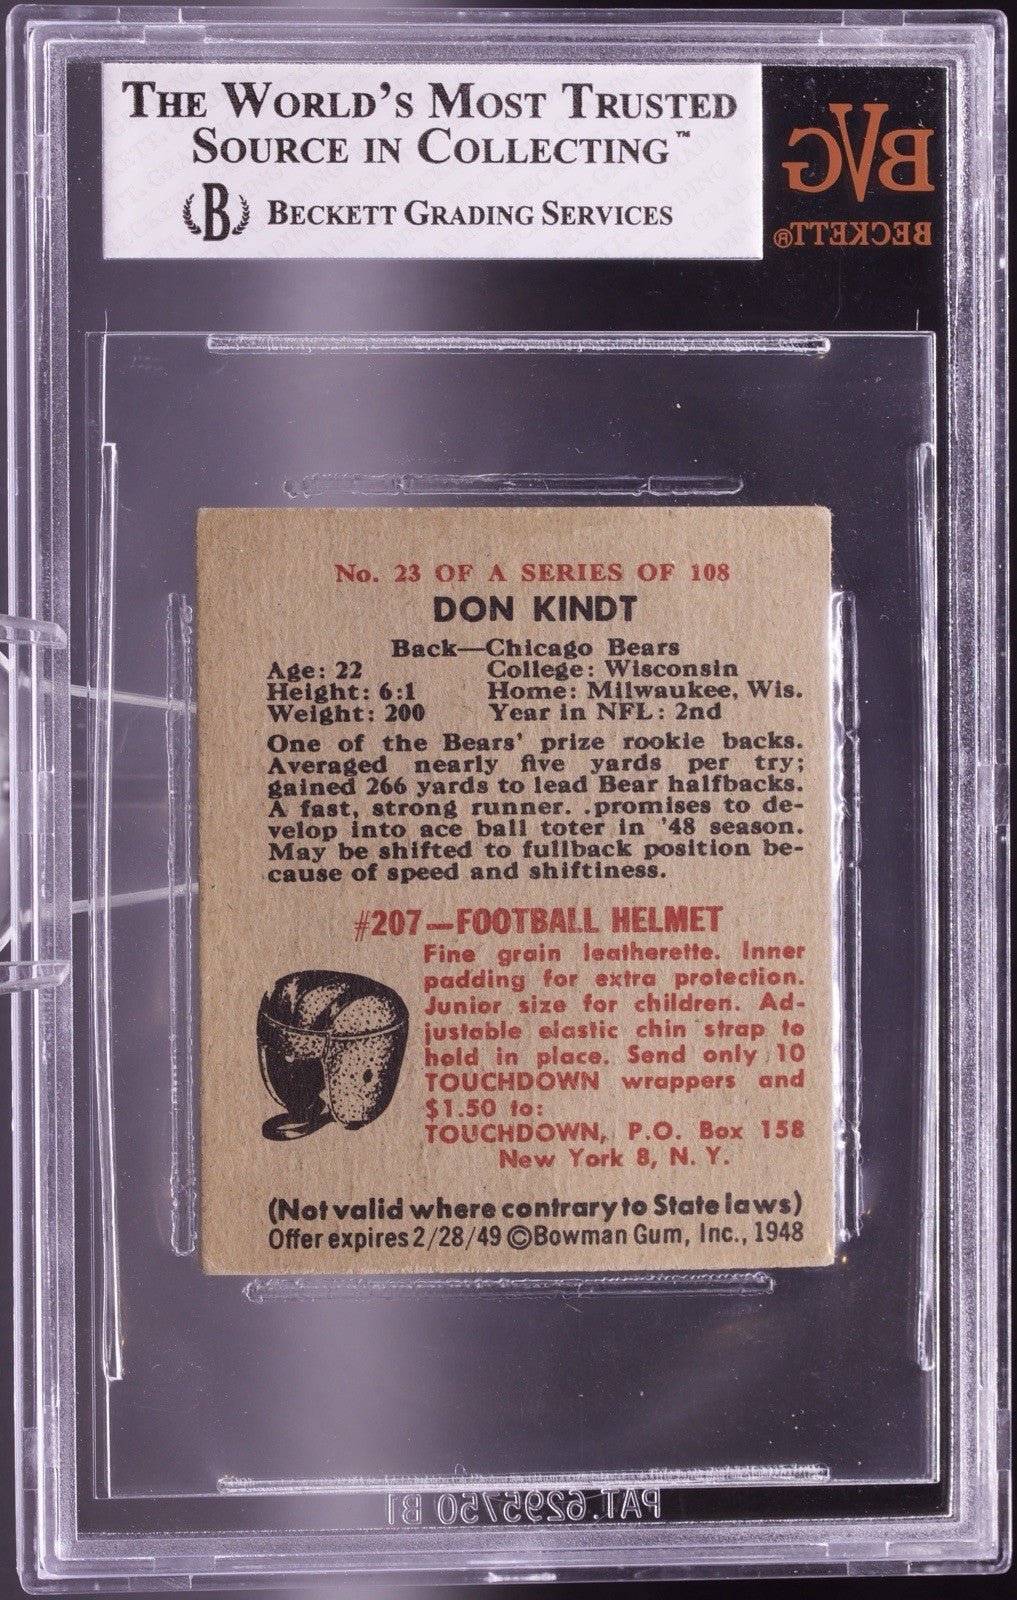 THE WORLD'S MOST TRUSTED
SOURCE IN COLLECTING™
B BECKETT GRADING SERVICES
BVG
BECKETT®
No. 23 OF A SERIES OF 108
DON KINDT
Back—Chicago Bears
Age: 22 College: Wisconsin
Height: 6:1 Home: Milwaukee, Wis.
Weight: 200 Year in NFL: 2nd
One of the Bears' prize rookie backs.
Averaged nearly five yards per try;
gained 266 yards to lead Bear halfbacks.
A fast, strong runner. .promises to de-
velop into ace ball toter in '48 season.
May be shifted to fullback position be-
cause of speed and shiftiness.
#207—FOOTBALL HELMET
Fine grain leatherette. Inner
padding for extra protection.
Junior size for children. Ad-
justable elastic chin strap to
hold in place. Send only 10
TOUCHDOWN wrappers and
$1.50 to:
TOUCHDOWN, P.O. Box 158
New York 8, N. Y.
(Not valid where contrary to State laws)
Offer expires 2/28/49 ©Bowman Gum, Inc., 1948
PAT.6295750 B1